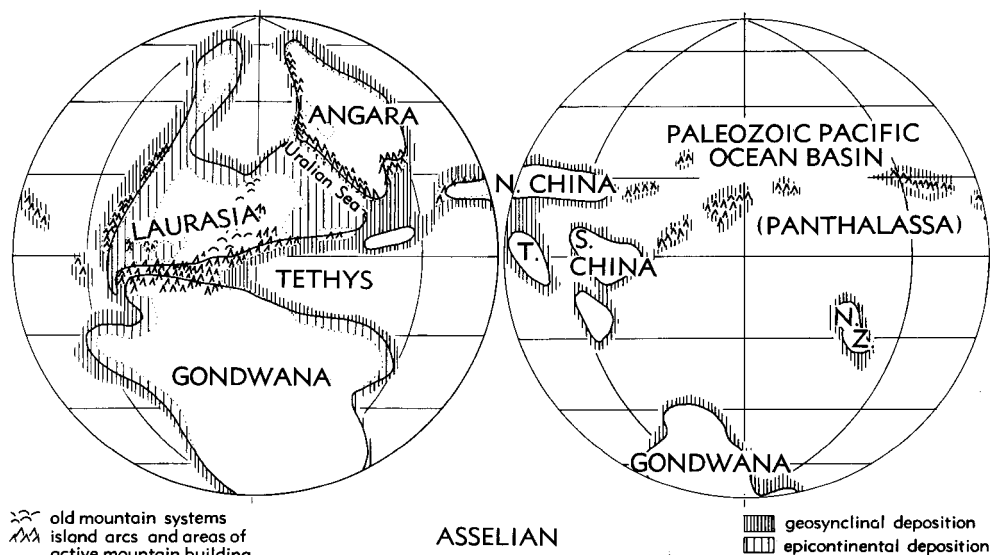 ANGARA
Uralian Sea
LAURASIA
TETHYS
GONDWANA
PALEOZOIC PACIFIC
OCEAN BASIN
(PANTHALASSA)
N. CHINA
T.
S.
CHINA
N.
Z.
GONDWANA
old mountain systems
island arcs and areas of
active mountain building
ASSELIAN
geosynclinal deposition
epicontinental deposition